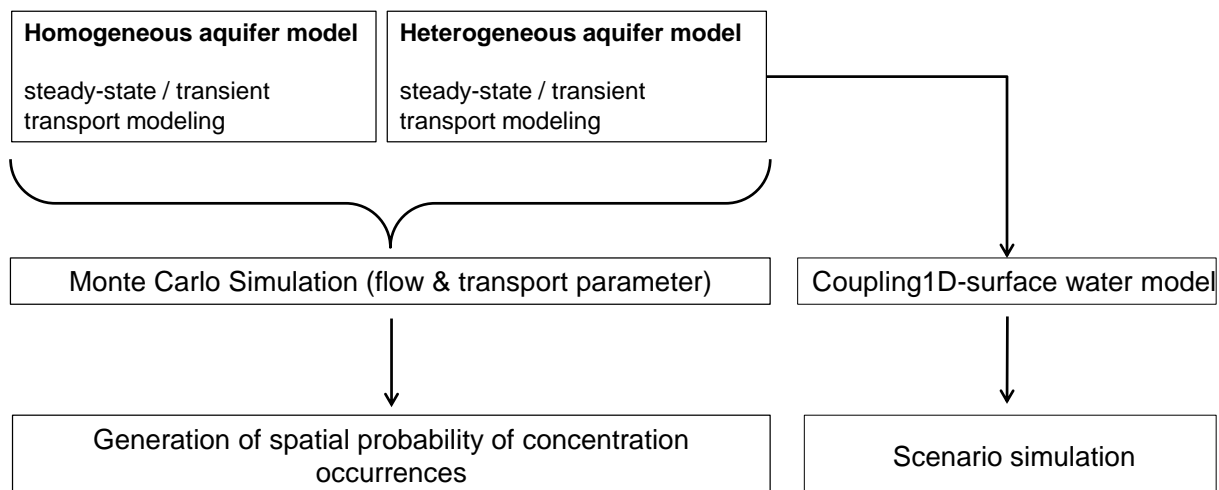 Homogeneous aquifer model
steady-state / transient
transport modeling
Heterogeneous aquifer model
steady-state / transient
transport modeling
Monte Carlo Simulation (flow & transport parameter)
Coupling1D-surface water model
Generation of spatial probability of concentration
occurrences
Scenario simulation